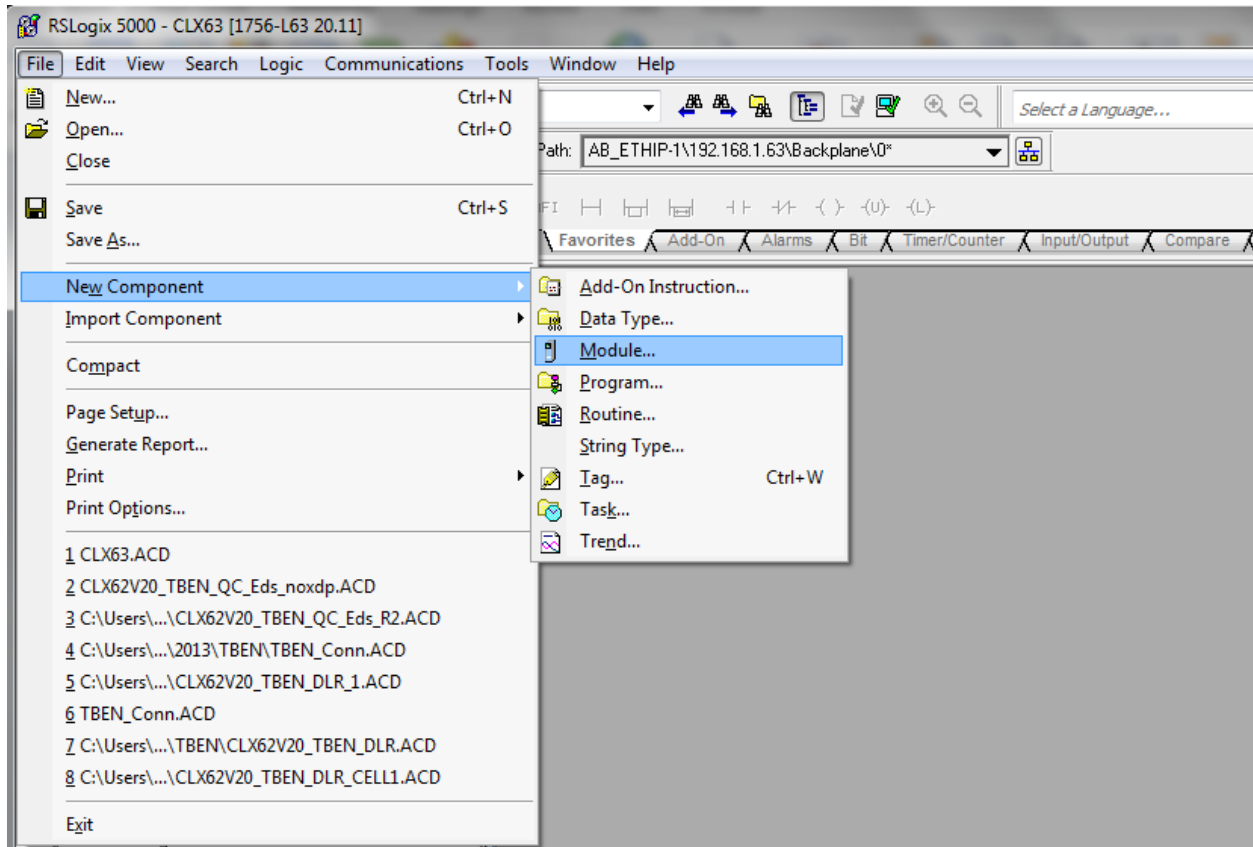 RSLogix 5000 - CLX63 [1756-L63 20.11]
File Edit View Search Logic Communications Tools Window Help
New... Ctrl+N
Select a Language...
Open... Ctrl+O
Close
Path: AB_ETHIP-1\192.168.1.63\Backplane\0*
Save Ctrl+S
Save As...
Favorites Add-On Alarms Bit Timer/Counter Input/Output Compare
New Component
Import Component
Compact
Page Setup...
Generate Report...
Print
Print Options...
1 CLX63.ACD
2 CLX62V20_TBEN_QC_Eds_noxdp.ACD
3 C:\Users\...\CLX62V20_TBEN_QC_Eds_R2.ACD
4 C:\Users\...\2013\TBEN\TBEN_Conn.ACD
5 C:\Users\...\CLX62V20_TBEN_DLR_1.ACD
6 TBEN_Conn.ACD
7 C:\Users\...\TBEN\CLX62V20_TBEN_DLR.ACD
8 C:\Users\...\CLX62V20_TBEN_DLR_CELL1.ACD
Exit
Add-On Instruction...
Data Type...
Module...
Program...
Routine...
String Type...
Tag... Ctrl+W
Task...
Trend...